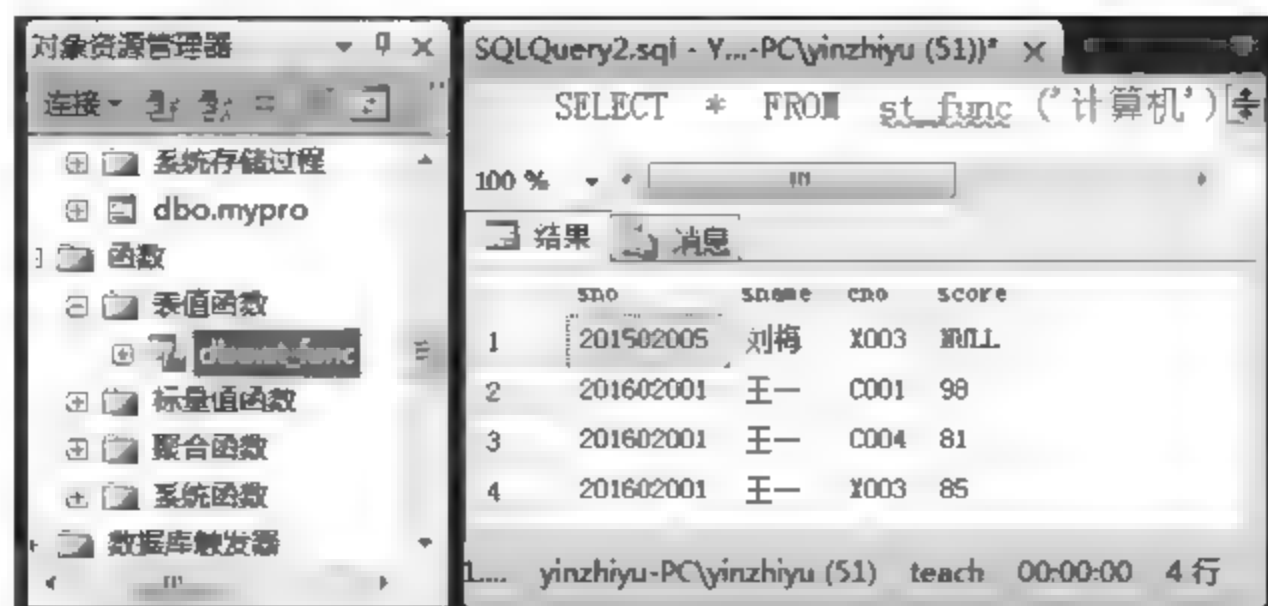 对象资源管理器
连接
系统存储过程
dbo.mypro
函数
表值函数
标量值函数
聚合函数
系统函数
数据库触发器
SQLQuery2.sql - Y...-PC\yinzhiyu (51))*
SELECT * FROM st_func ('计算机')
100 %
结果 消息
sno sname cno score
1 201502005 刘梅 X003 NULL
2 201602001 王一 C001 98
3 201602001 王一 C004 81
4 201602001 王一 X003 85
1.... yinzhiyu-PC\yinzhiyu (51) teach 00:00:00 4 行